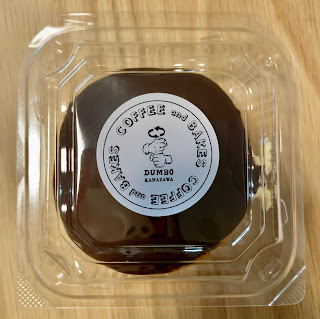 COFFEE and BAKES
COFFEE and BAKES
DUMBO
KANAZAWA